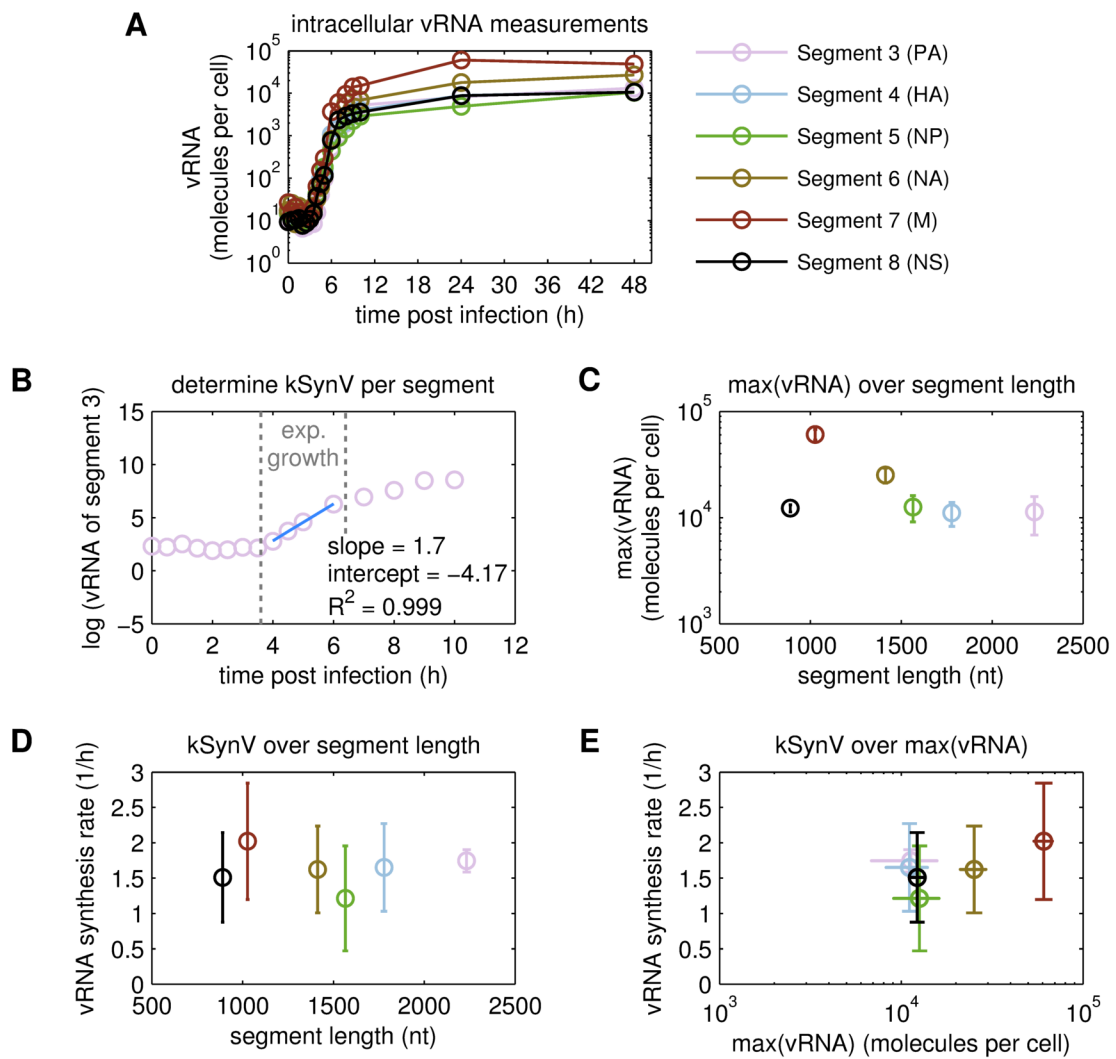 A
intracellular vRNA measurements
vRNA
(molecules per cell)
10^5
10^4
10^3
10^2
10^1
10^0
0 6 12 18 24 30 36 42 48
time post infection (h)
Segment 3 (PA)
Segment 4 (HA)
Segment 5 (NP)
Segment 6 (NA)
Segment 7 (M)
Segment 8 (NS)
B
determine kSynV per segment
log (vRNA of segment 3)
15
10
5
0
−5
exp.
growth
slope = 1.7
intercept = −4.17
R^2 = 0.999
0 2 4 6 8 10 12
time post infection (h)
C
max(vRNA) over segment length
max(vRNA)
(molecules per cell)
10^5
10^4
10^3
500 1000 1500 2000 2500
segment length (nt)
D
kSynV over segment length
vRNA synthesis rate (1/h)
3
2.5
2
1.5
1
0.5
0
500 1000 1500 2000 2500
segment length (nt)
E
kSynV over max(vRNA)
vRNA synthesis rate (1/h)
3
2.5
2
1.5
1
0.5
0
10^3 10^4 10^5
max(vRNA) (molecules per cell)